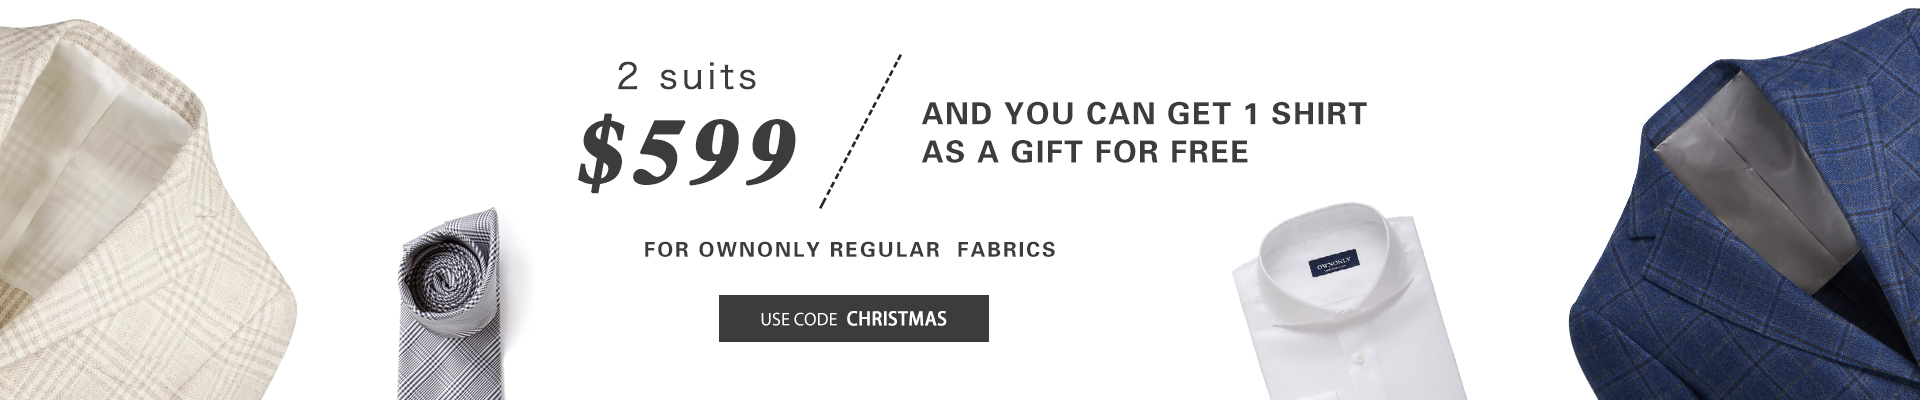 2 suits
$599
AND YOU CAN GET 1 SHIRT
AS A GIFT FOR FREE
FOR OWNONLY REGULAR FABRICS
USE CODE CHRISTMAS
OWNONLY